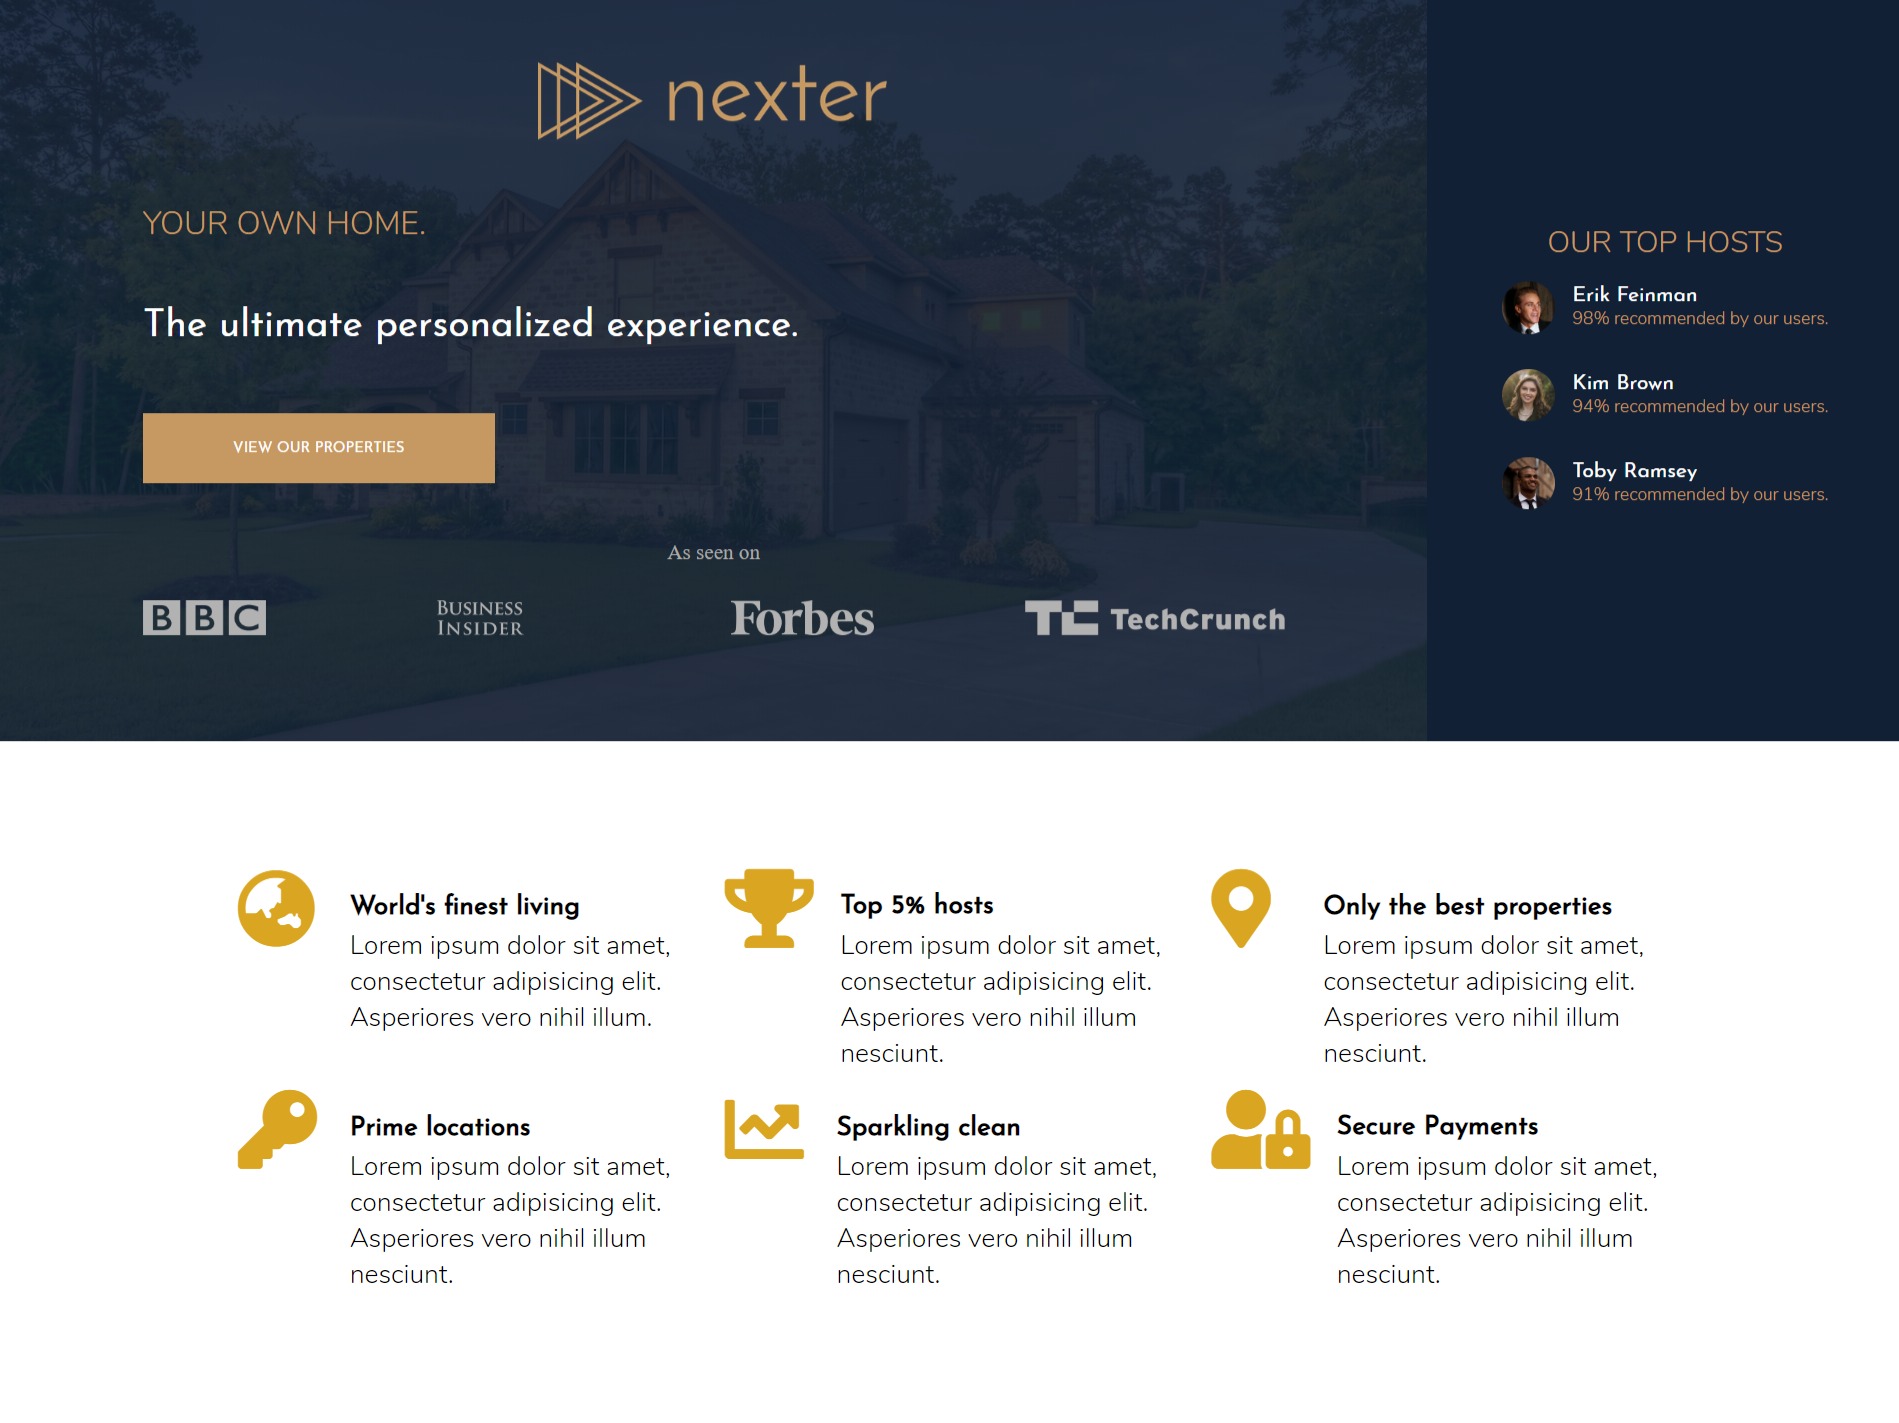 nexter
YOUR OWN HOME.
The ultimate personalized experience.
VIEW OUR PROPERTIES
As seen on
BBC
BUSINESS
INSIDER
Forbes
TC TechCrunch
OUR TOP HOSTS
Erik Feinman
98% recommended by our users.
Kim Brown
94% recommended by our users.
Toby Ramsey
91% recommended by our users.
World's finest living
Lorem ipsum dolor sit amet,
consectetur adipisicing elit.
Asperiores vero nihil illum.
Top 5% hosts
Lorem ipsum dolor sit amet,
consectetur adipisicing elit.
Asperiores vero nihil illum
nesciunt.
Only the best properties
Lorem ipsum dolor sit amet,
consectetur adipisicing elit.
Asperiores vero nihil illum
nesciunt.
Prime locations
Lorem ipsum dolor sit amet,
consectetur adipisicing elit.
Asperiores vero nihil illum
nesciunt.
Sparkling clean
Lorem ipsum dolor sit amet,
consectetur adipisicing elit.
Asperiores vero nihil illum
nesciunt.
Secure Payments
Lorem ipsum dolor sit amet,
consectetur adipisicing elit.
Asperiores vero nihil illum
nesciunt.